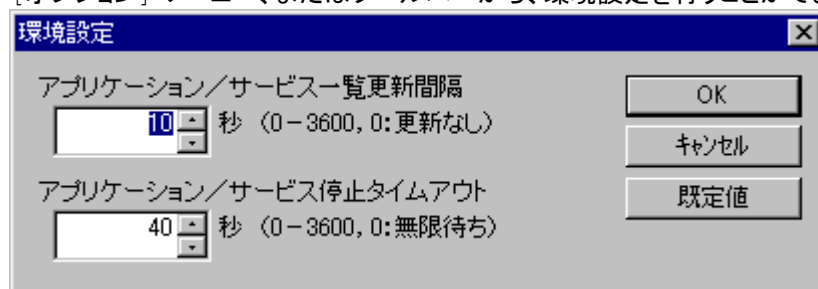 環境設定
アプリケーション／サービス一覧更新間隔
10 秒 (0－3600, 0:更新なし)
アプリケーション／サービス停止タイムアウト
40 秒 (0－3600, 0:無限待ち)
OK
キャンセル
既定値